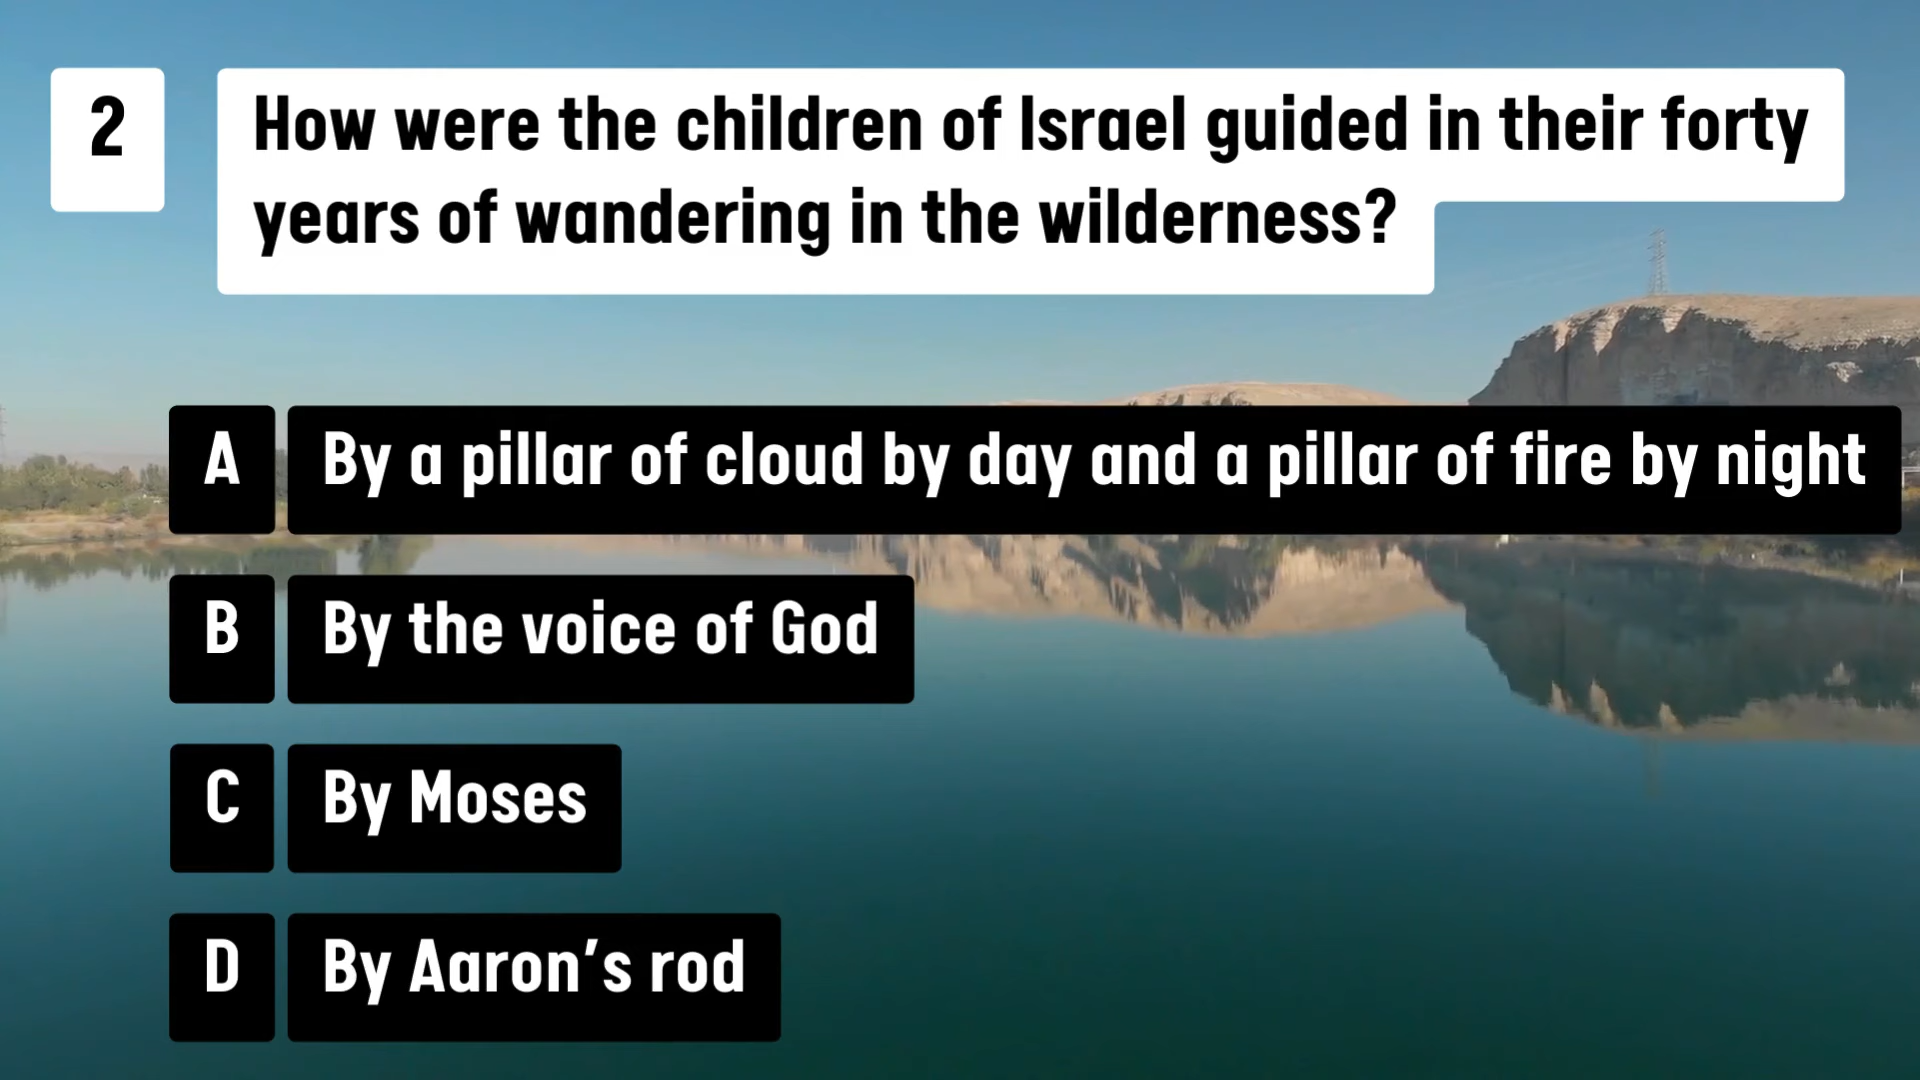 2
How were the children of Israel guided in their forty
years of wandering in the wilderness?
A
By a pillar of cloud by day and a pillar of fire by night
B
By the voice of God
C
By Moses
D
By Aaron's rod